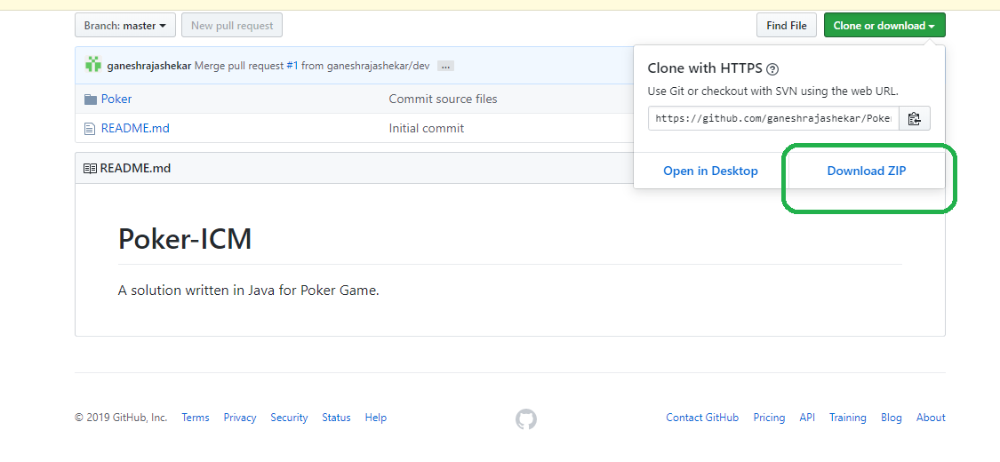 Branch: master New pull request Find File Clone or download
ganeshrajashekar Merge pull request #1 from ganeshrajashekar/dev ...
Poker Commit source files
README.md Initial commit
Clone with HTTPS ?
Use Git or checkout with SVN using the web URL.
https://github.com/ganeshrajashekar/Poke
Open in Desktop Download ZIP
README.md
Poker-ICM
A solution written in Java for Poker Game.
© 2019 GitHub, Inc. Terms Privacy Security Status Help Contact GitHub Pricing API Training Blog About